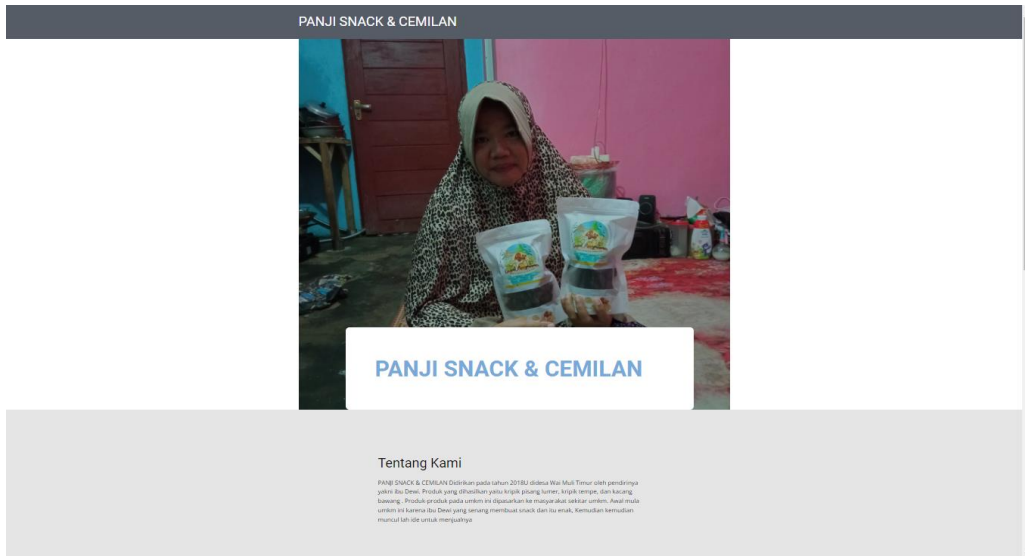 PANJI SNACK & CEMILAN
PANJI SNACK & CEMILAN
Tentang Kami
PANJI SNACK & CEMILAN Didirikan pada tahun 2018U didesa Wai Muli Timur oleh pendirinya
yakni ibu Dewi. Produk yang dihasilkan yaitu kripik pisang lumer, kripik tempe, dan kacang
bawang . Produk-produk pada umkm ini dipasarkan ke masyarakat sekitar umkm. Awal mula
umkm ini karena ibu Dewi yang senang membuat snack dan itu enak, Kemudian kemudian
muncul lah ide untuk menjualnya